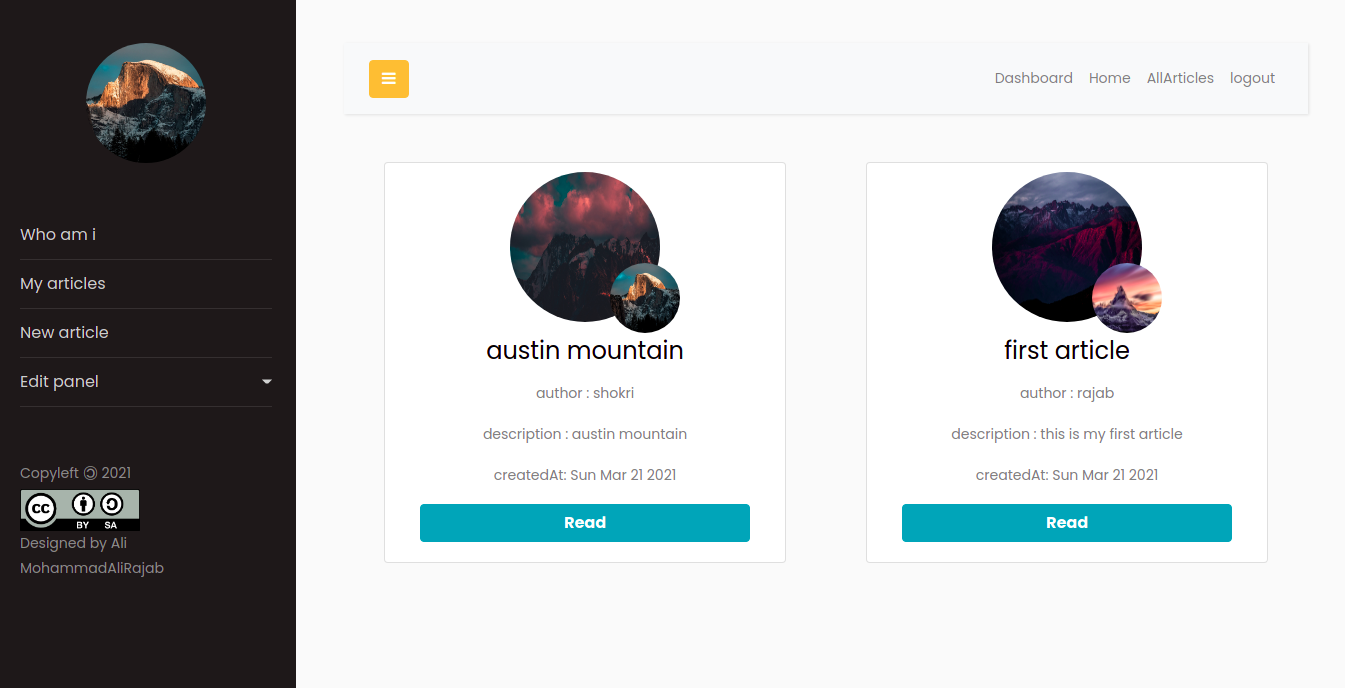 Who am i
My articles
New article
Edit panel
Copyleft 🄯 2021
cc
BY SA
Designed by Ali
MohammadAliRajab
Dashboard Home AllArticles logout
austin mountain
author : shokri
description : austin mountain
createdAt: Sun Mar 21 2021
Read
first article
author : rajab
description : this is my first article
createdAt: Sun Mar 21 2021
Read